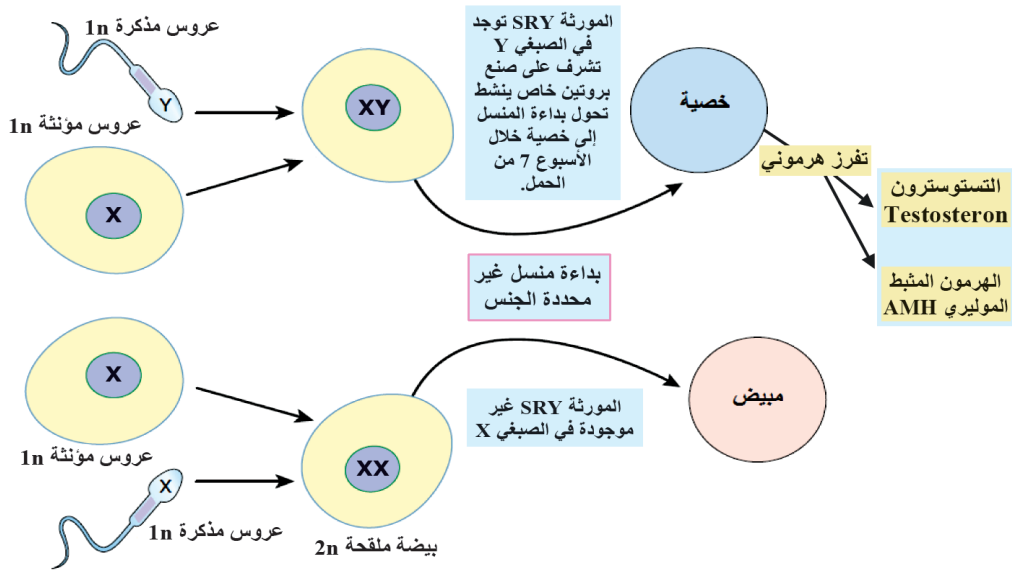 عروس مذكرة 1n
Y
عروس مؤنثة 1n
X
XY
المورثة SRY توجد
في الصبغي Y
تشرف على صنع
بروتين خاص ينشط
تحول بداءة المنسل
إلى خصية خلال
الأسبوع 7 من
الحمل.
خصية
تفرز هرموني
التستوسترون
Testosteron
الهرمون المثبط
الموليري AMH
بداءة منسل غير
محددة الجنس
X
عروس مؤنثة 1n
X
عروس مذكرة 1n
XX
بيضة ملقحة 2n
المورثة SRY غير
موجودة في الصبغي X
مبيض